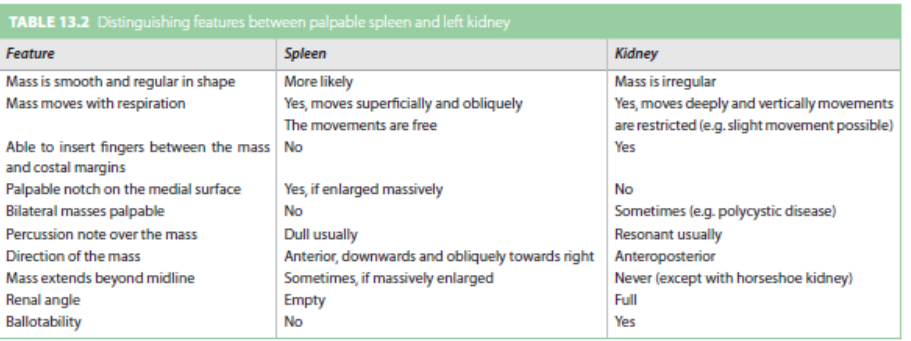 TABLE 13.2 Distinguishing features between palpable spleen and left kidney
Feature Spleen Kidney
Mass is smooth and regular in shape More likely Mass is irregular
Mass moves with respiration Yes, moves superficially and obliquely Yes, moves deeply and vertically movements
The movements are free are restricted (e.g. slight movement possible)
Able to insert fingers between the mass No Yes
and costal margins
Palpable notch on the medial surface Yes, if enlarged massively No
Bilateral masses palpable No Sometimes (e.g. polycystic disease)
Percussion note over the mass Dull usually Resonant usually
Direction of the mass Anterior, downwards and obliquely towards right Anteroposterior
Mass extends beyond midline Sometimes, if massively enlarged Never (except with horseshoe kidney)
Renal angle Empty Full
Ballotability No Yes